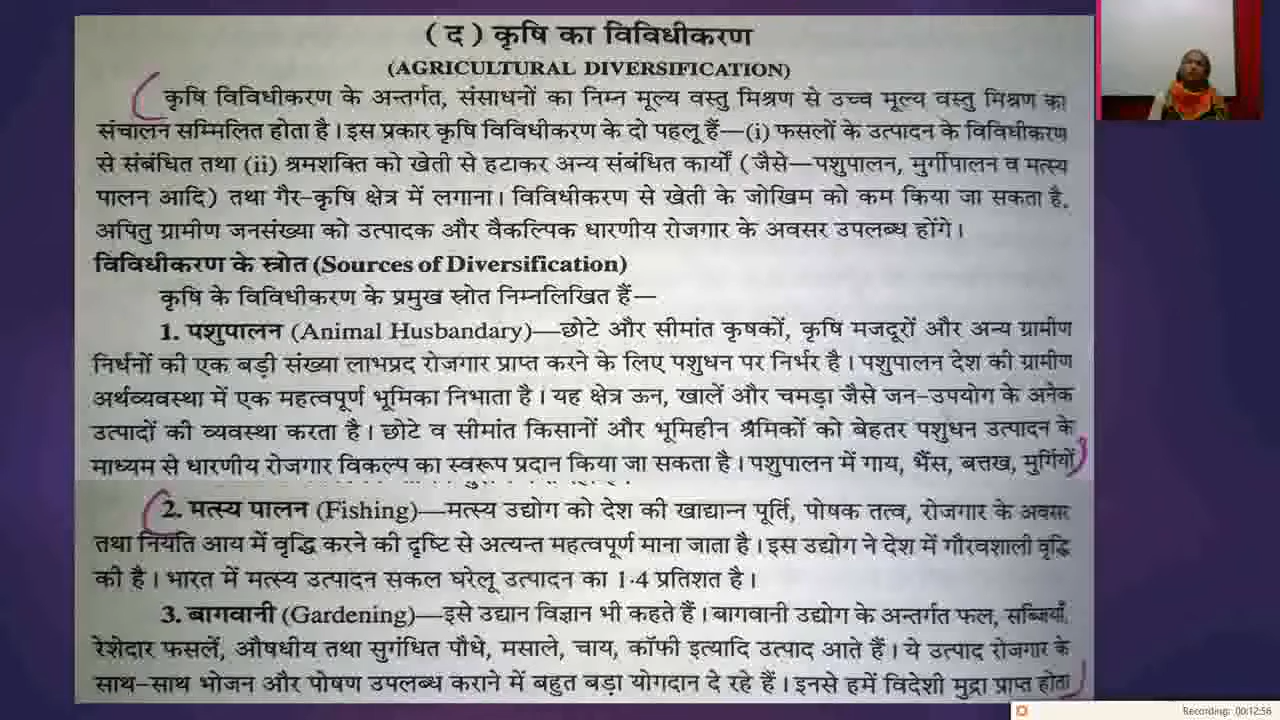 ( द ) कृषि का विविधीकरण
(AGRICULTURAL DIVERSIFICATION)
कृषि विविधीकरण के अन्तर्गत, संसाधनों का निम्न मूल्य वस्तु मिश्रण से उच्च मूल्य वस्तु मिश्रण का
संचालन सम्मिलित होता है। इस प्रकार कृषि विविधीकरण के दो पहलू हैं—(i) फसलों के उत्पादन के विविधीकरण
से संबंधित तथा (ii) श्रमशक्ति को खेती से हटाकर अन्य संबंधित कार्यों (जैसे—पशुपालन, मुर्गीपालन व मत्स्य
पालन आदि) तथा गैर-कृषि क्षेत्र में लगाना। विविधीकरण से खेती के जोखिम को कम किया जा सकता है,
अपितु ग्रामीण जनसंख्या को उत्पादक और वैकल्पिक धारणीय रोजगार के अवसर उपलब्ध होंगे।
विविधीकरण के स्त्रोत (Sources of Diversification)
कृषि के विविधीकरण के प्रमुख स्रोत निम्नलिखित हैं—
1. पशुपालन (Animal Husbandary)—छोटे और सीमांत कृषकों, कृषि मजदूरों और अन्य ग्रामीण
निर्धनों की एक बड़ी संख्या लाभप्रद रोजगार प्राप्त करने के लिए पशुधन पर निर्भर है। पशुपालन देश की ग्रामीण
अर्थव्यवस्था में एक महत्वपूर्ण भूमिका निभाता है। यह क्षेत्र ऊन, खालें और चमड़ा जैसे जन-उपयोग के अनेक
उत्पादों की व्यवस्था करता है। छोटे व सीमांत किसानों और भूमिहीन श्रमिकों को बेहतर पशुधन उत्पादन के
माध्यम से धारणीय रोजगार विकल्प का स्वरूप प्रदान किया जा सकता है। पशुपालन में गाय, भैंस, बत्तख, मुर्गियों
2. मत्स्य पालन (Fishing)—मत्स्य उद्योग को देश की खाद्यान्न पूर्ति, पोषक तत्व, रोजगार के अवसर
तथा नियति आय में वृद्धि करने की दृष्टि से अत्यन्त महत्वपूर्ण माना जाता है। इस उद्योग ने देश में गौरवशाली वृद्धि
की है। भारत में मत्स्य उत्पादन सकल घरेलू उत्पादन का 1·4 प्रतिशत है।
3. बागवानी (Gardening)—इसे उद्यान विज्ञान भी कहते हैं। बागवानी उद्योग के अन्तर्गत फल, सब्जियाँ,
रेशेदार फसलें, औषधीय तथा सुगंधित पौधे, मसाले, चाय, कॉफी इत्यादि उत्पाद आते हैं। ये उत्पाद रोजगार के
साथ-साथ भोजन और पोषण उपलब्ध कराने में बहुत बड़ा योगदान दे रहे हैं। इनसे हमें विदेशी मुद्रा प्राप्त होता
Recording: 00:12:56